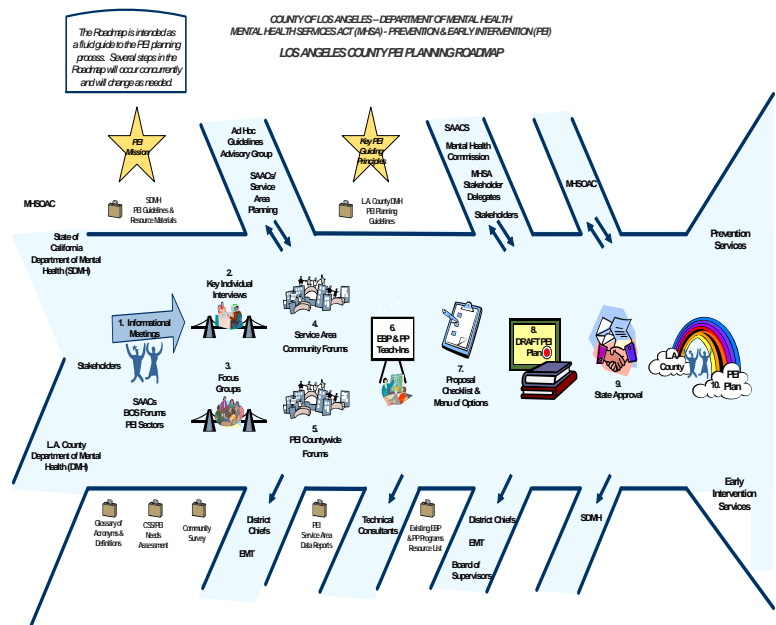 The Roadmap is intended as
a fluid guide to the PEI planning
process. Several steps in the
Roadmap will occur concurrently
and will change as needed.
COUNTY OF LOS ANGELES – DEPARTMENT OF MENTAL HEALTH
MENTAL HEALTH SERVICES ACT (MHSA) - PREVENTION & EARLY INTERVENTION (PEI)
LOS ANGELES COUNTY PEI PLANNING ROADMAP
PEI
Mission
Ad Hoc
Guidelines
Advisory Group
SAACs/
Service
Area
Planning
Key PEI
Guiding
Principles
SAACS
Mental Health
Commission
MHSA
Stakeholder
Delegates
Stakeholders
MHSOAC
MHSOAC
SDMH
PEI Guidelines &
Resource Materials
L.A. County DMH
PEI Planning
Guidelines
State of
California
Department of Mental
Health (SDMH)
Prevention
Services
1. Informational
Meetings
Stakeholders
SAACs
BOS Forums
PEI Sectors
2.
Key Individual
Interviews
3.
Focus
Groups
4.
Service Area
Community Forums
5.
PEI Countywide
Forums
6.
EBP & PP
Teach-Ins
7.
Proposal
Checklist &
Menu of Options
8.
DRAFT PEI
Plan
9.
State Approval
L.A.
County
10.
PEI
Plan
L.A. County
Department of Mental
Health (DMH)
Early
Intervention
Services
Glossary of
Acronyms &
Definitions
CSS/PEI
Needs
Assessment
Community
Survey
District
Chiefs
EMT
PEI
Service Area
Data Reports
Technical
Consultants
Existing EBP
& PP Programs
Resource List
District Chiefs
EMT
Board of
Supervisors
SDMH